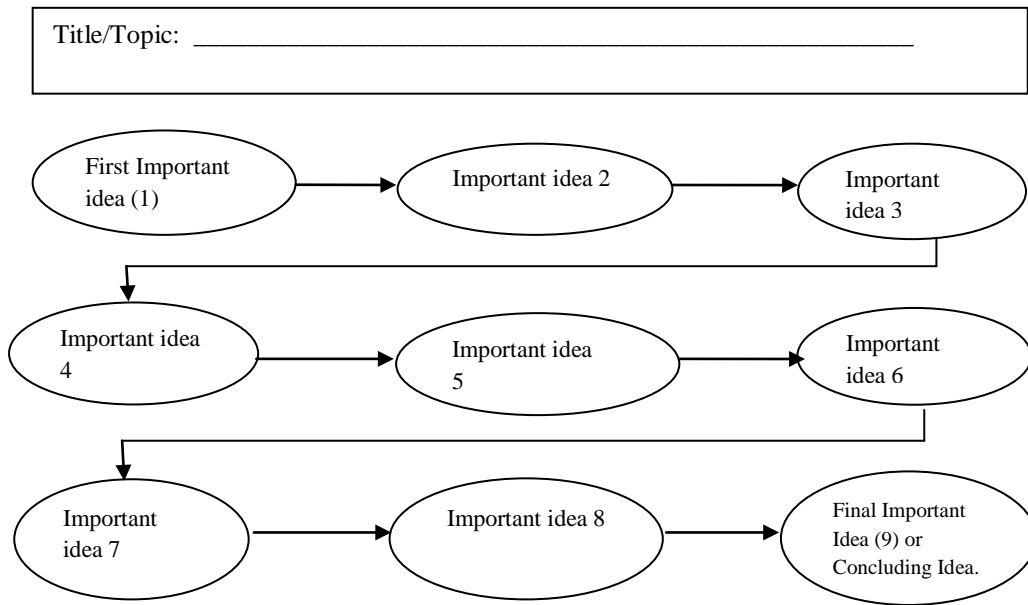 Title/Topic: ______________________________________________________
First Important
idea (1)
Important idea 2
Important
idea 3
Important idea
4
Important idea
5
Important
idea 6
Important
idea 7
Important idea 8
Final Important
Idea (9) or
Concluding Idea.